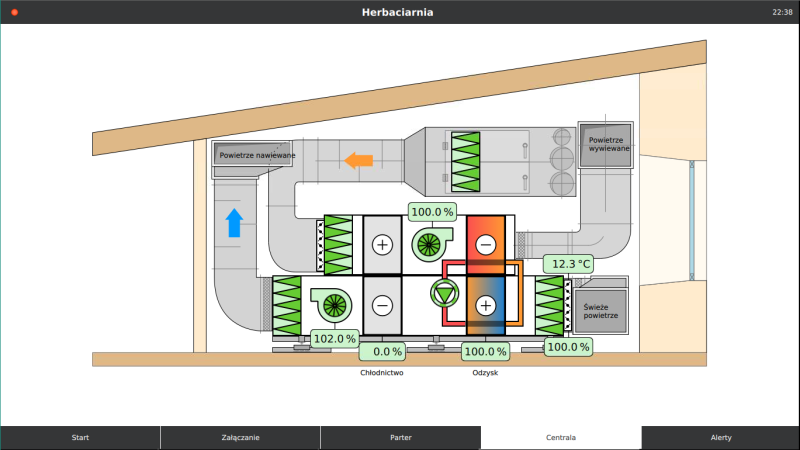 Herbaciarnia
22:38
Powietrze nawiewane
Powietrze
wywiewane
100.0 %
12.3 °C
Świeże
powietrze
102.0 %
0.0 %
100.0 %
100.0 %
Chłodnictwo
Odzysk
Start
Załączanie
Parter
Centrala
Alerty